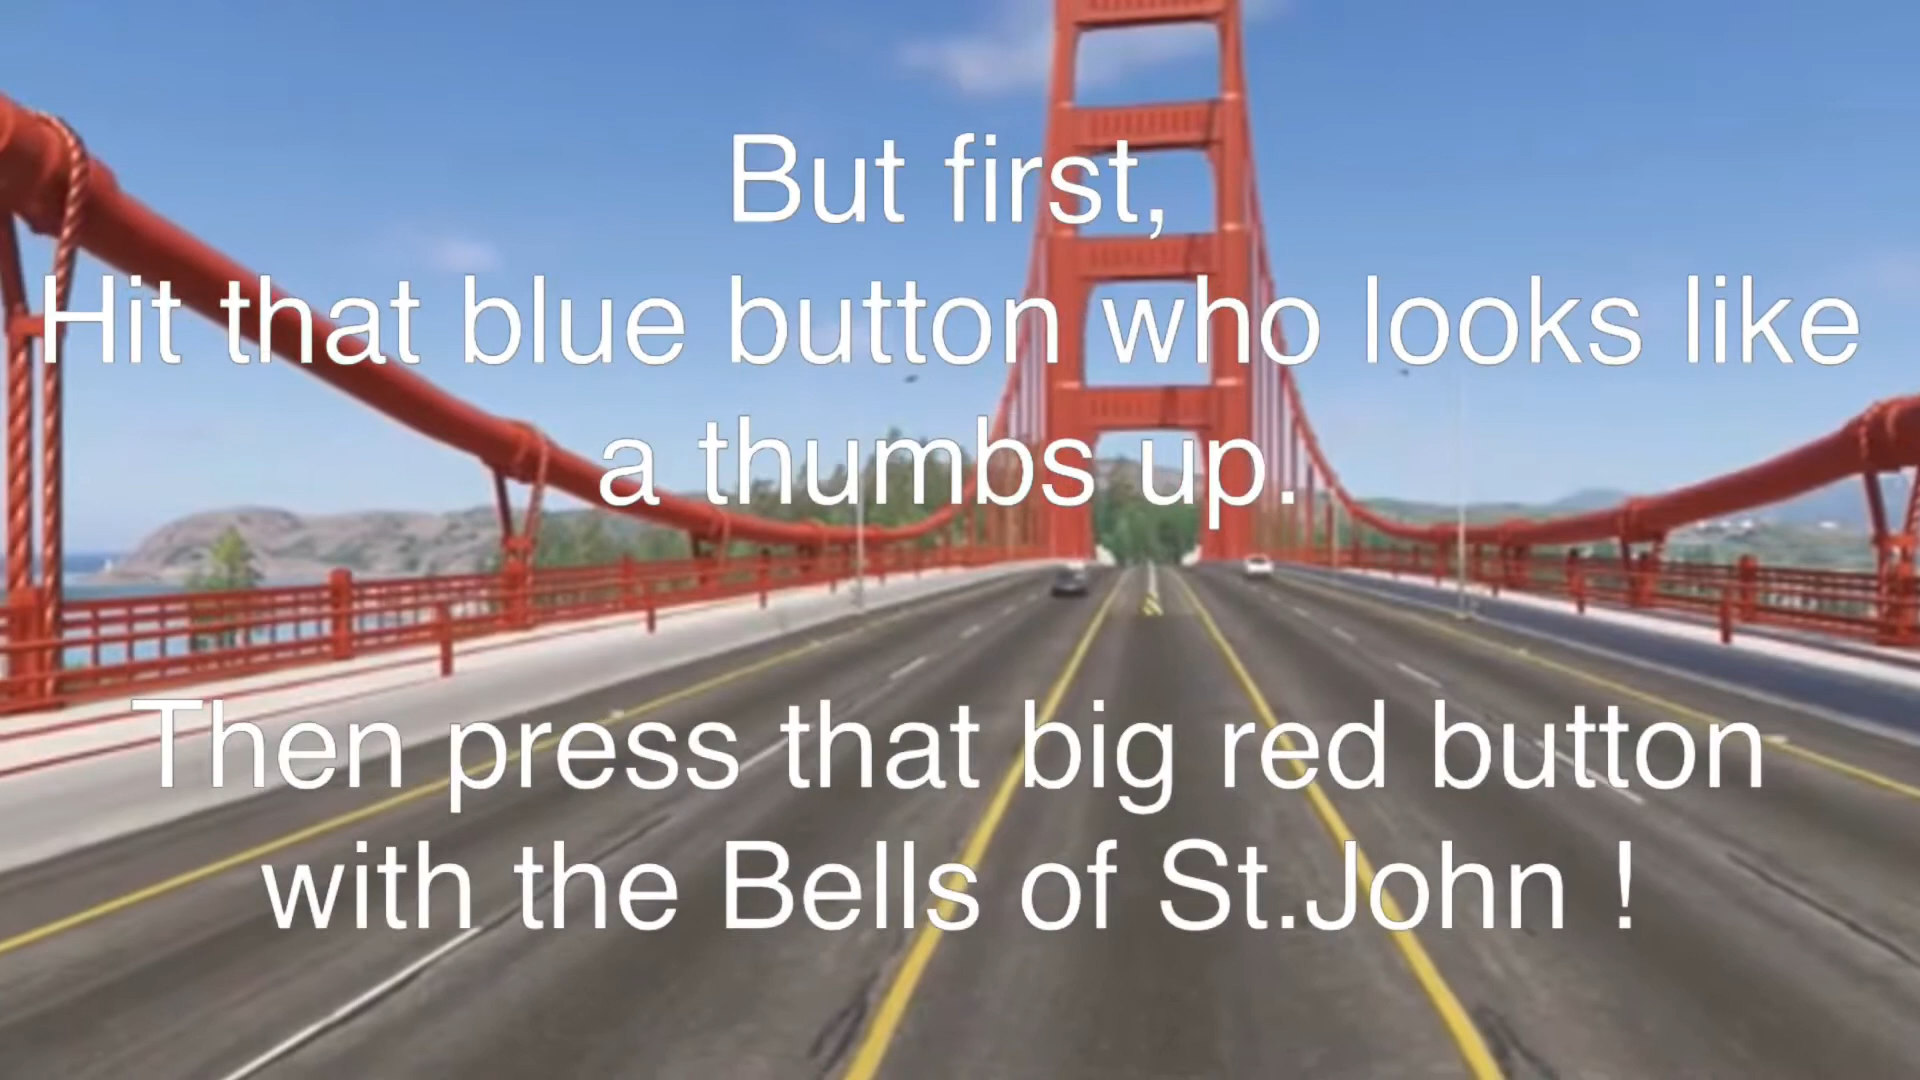 But first,
Hit that blue button who looks like
a thumbs up.
Then press that big red button
with the Bells of St.John !